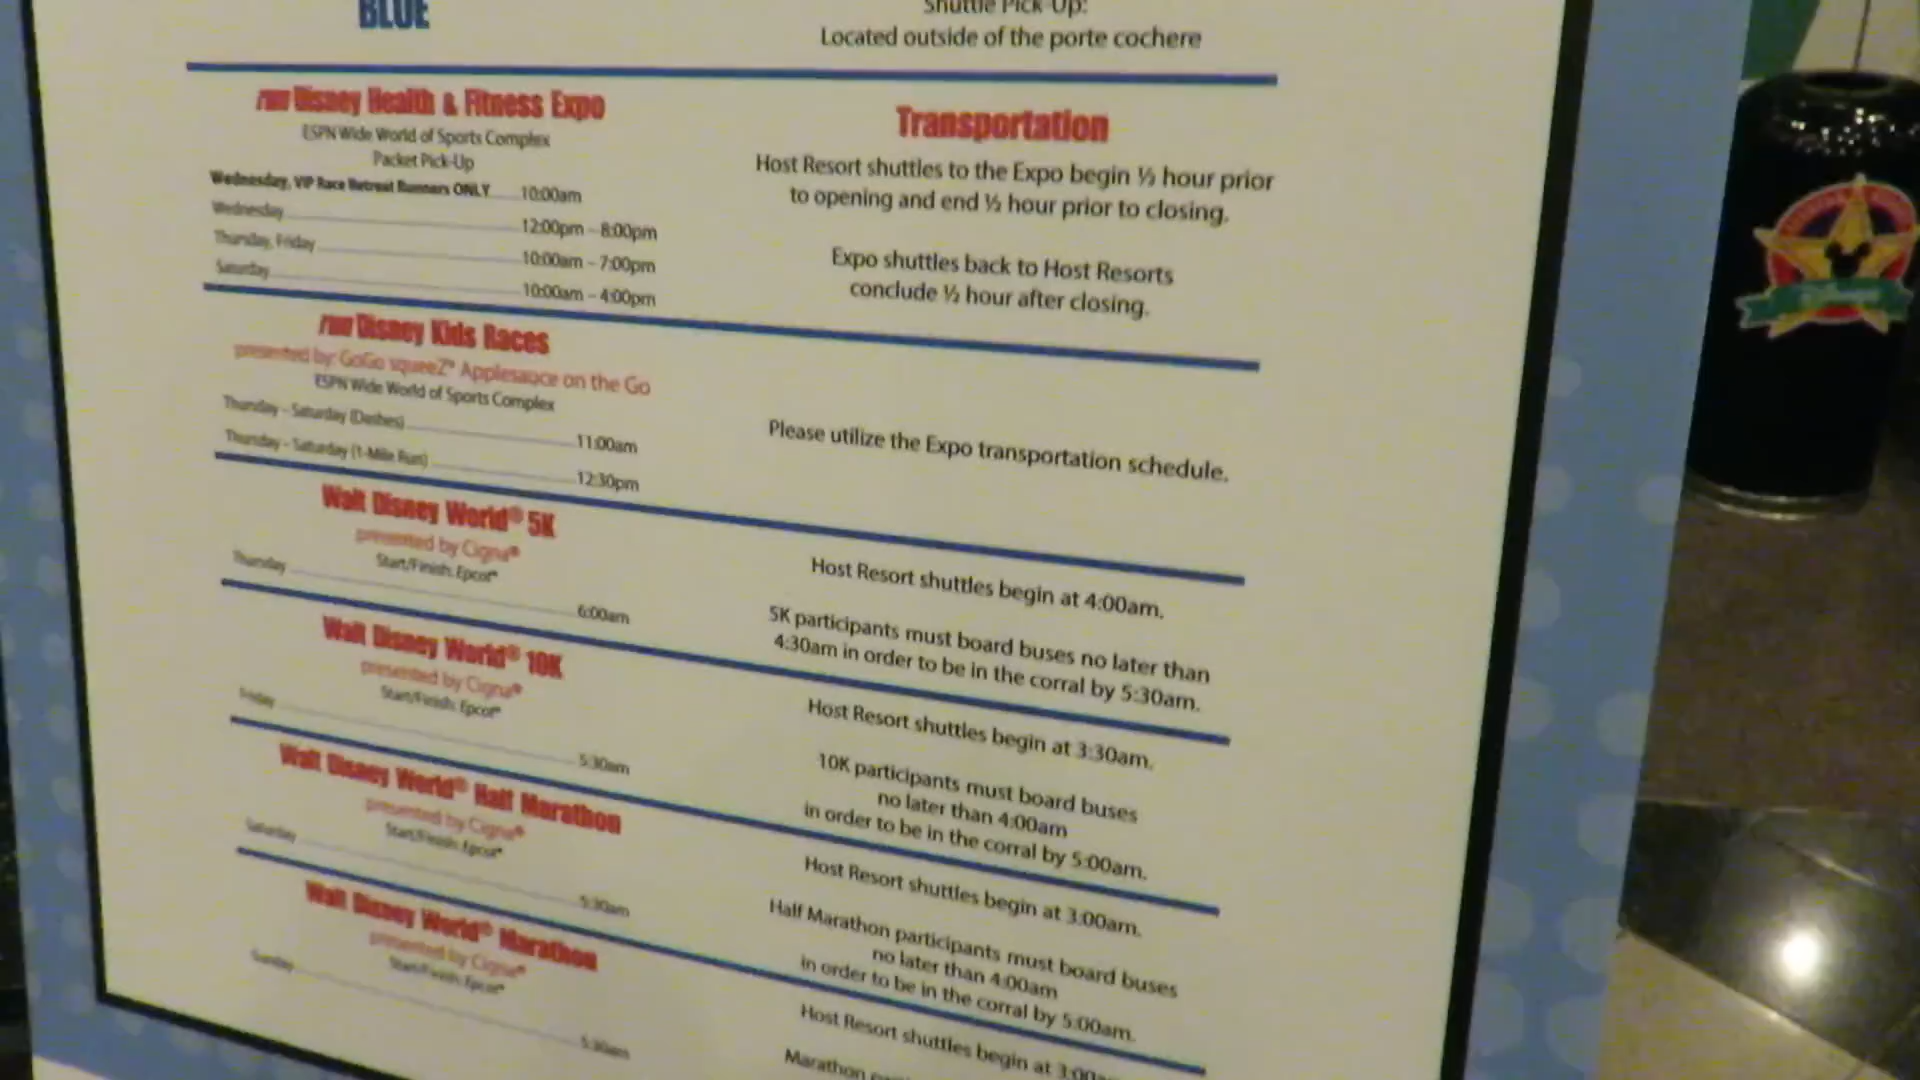 BLUE
Shuttle Pick-Up:
Located outside of the porte cochere
runDisney Health & Fitness Expo
ESPN Wide World of Sports Complex
Packet Pick-Up
Wednesday, VIP Race Retreat Runners ONLY 10:00am
Wednesday 12:00pm – 8:00pm
Thursday, Friday 10:00am – 7:00pm
Saturday 10:00am – 4:00pm
Transportation
Host Resort shuttles to the Expo begin ½ hour prior
to opening and end ½ hour prior to closing.
Expo shuttles back to Host Resorts
conclude ½ hour after closing.
runDisney Kids Races
presented by: GoGo squeeZ® Applesauce on the Go
ESPN Wide World of Sports Complex
Thursday – Saturday (Dashes) 11:00am
Thursday – Saturday (1-Mile Run) 12:30pm
Please utilize the Expo transportation schedule.
Walt Disney World® 5K
presented by Cigna®
Start/Finish: Epcot®
Thursday 6:00am
Host Resort shuttles begin at 4:00am.
5K participants must board buses no later than
4:30am in order to be in the corral by 5:30am.
Walt Disney World® 10K
presented by Cigna®
Start/Finish: Epcot®
Friday 5:30am
Host Resort shuttles begin at 3:30am.
10K participants must board buses
no later than 4:00am
in order to be in the corral by 5:00am.
Walt Disney World® Half Marathon
presented by Cigna®
Start/Finish: Epcot®
Saturday 5:30am
Host Resort shuttles begin at 3:00am.
Half Marathon participants must board buses
no later than 4:00am
in order to be in the corral by 5:00am.
Walt Disney World® Marathon
presented by Cigna®
Start/Finish: Epcot®
Sunday 5:30am
Host Resort shuttles begin at 3:00a
Marathon